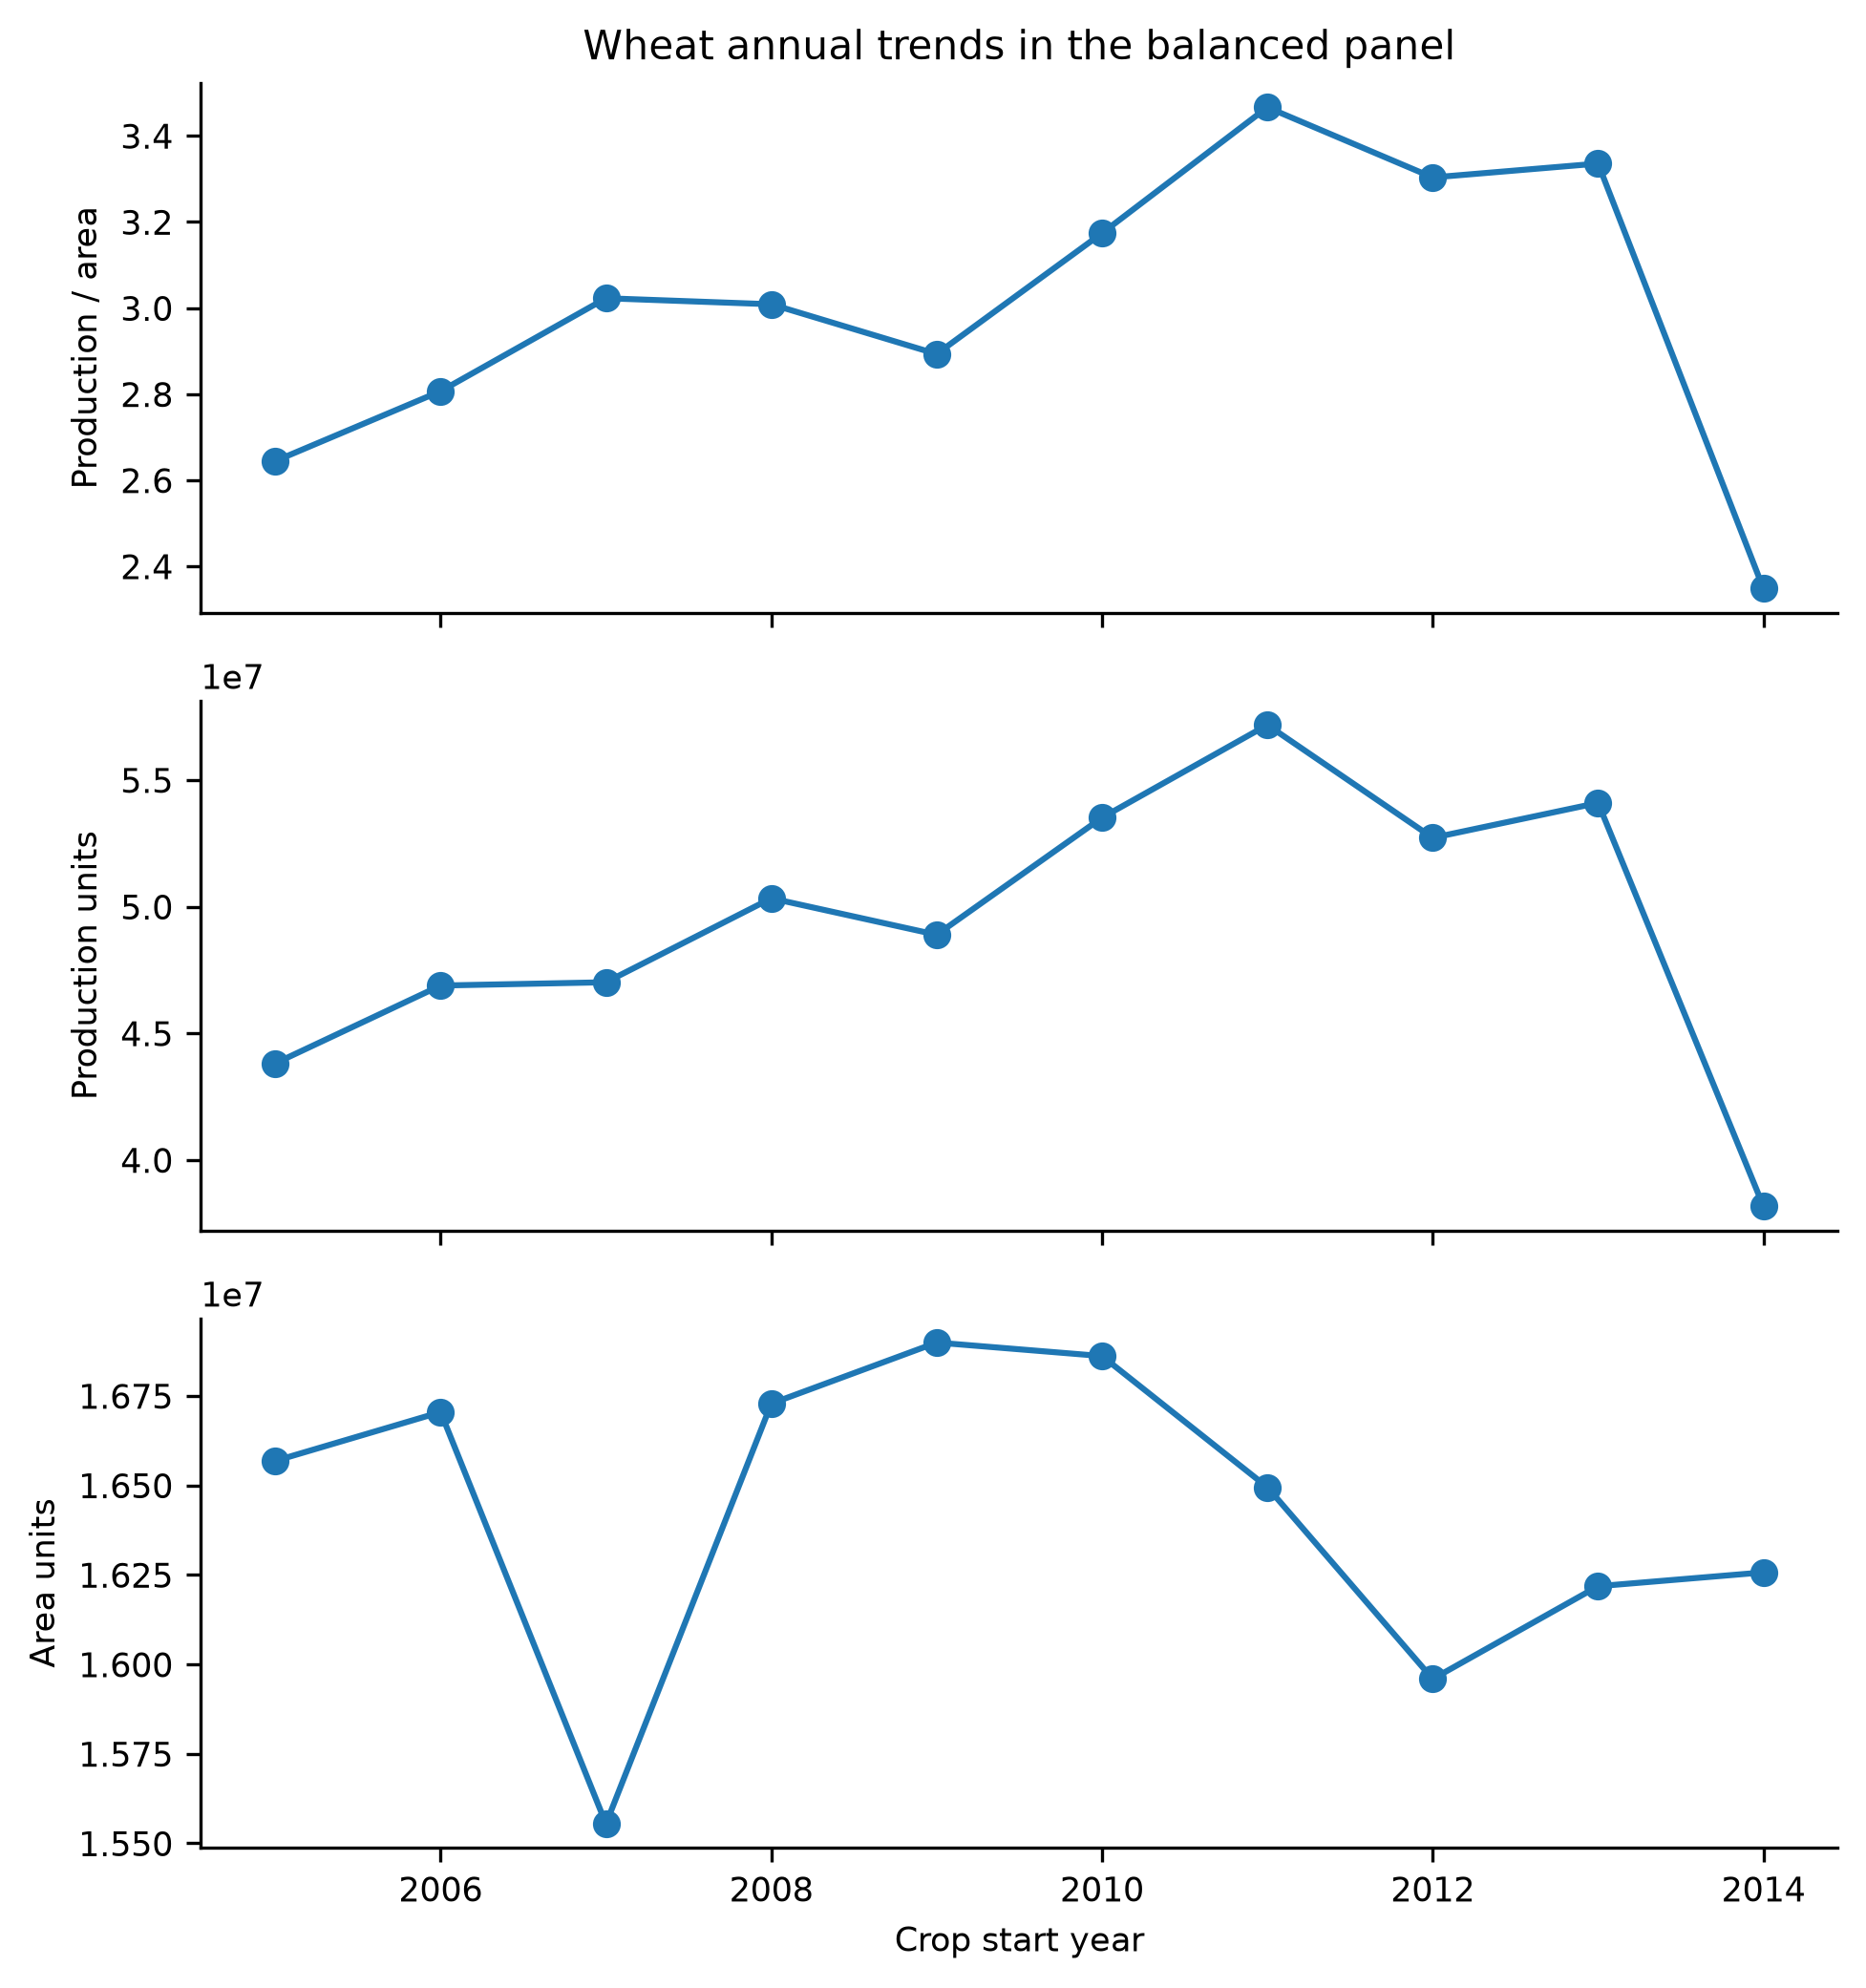 Wheat annual trends in the balanced panel
Production / area
3.4
3.2
3.0
2.8
2.6
2.4
1e7
Production units
5.5
5.0
4.5
4.0
1e7
Area units
1.675
1.650
1.625
1.600
1.575
1.550
2006 2008 2010 2012 2014
Crop start year